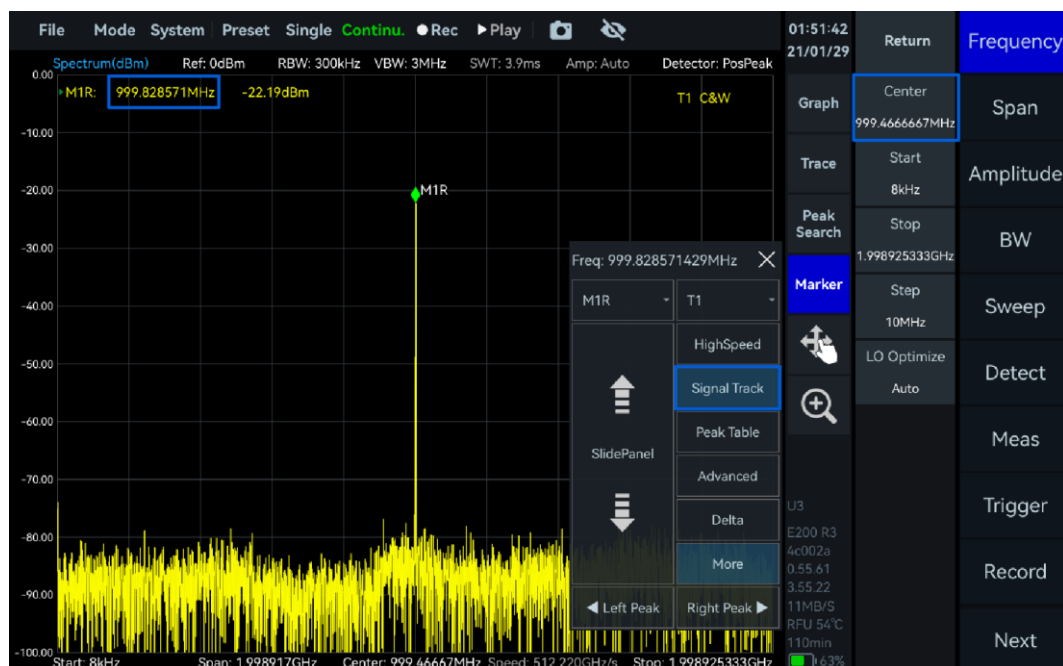 File Mode System Preset Single Continu. Rec Play
Spectrum(dBm) Ref: 0dBm RBW: 300kHz VBW: 3MHz SWT: 3.9ms Amp: Auto Detector: PosPeak
0.00
M1R: 999.828571MHz -22.19dBm
T1 C&W
-10.00
-20.00
M1R
-30.00
-40.00
-50.00
-60.00
-70.00
-80.00
-90.00
-100.00
Start: 8kHz Span: 1.998917GHz Center: 999.46667MHz Speed: 512.220GHz/s Stop: 1.998925333GHz
Freq: 999.828571429MHz
M1R T1
HighSpeed
Signal Track
Peak Table
SlidePanel
Advanced
Delta
More
Left Peak Right Peak
01:51:42
21/01/29
Graph
Trace
Peak
Search
Marker
U3
E200 R3
4c002a
0.55.61
3.55.22
11MB/S
RFU 54°C
110min
63%
Return
Center
999.4666667MHz
Start
8kHz
Stop
1.998925333GHz
Step
10MHz
LO Optimize
Auto
Frequency
Span
Amplitude
BW
Sweep
Detect
Meas
Trigger
Record
Next